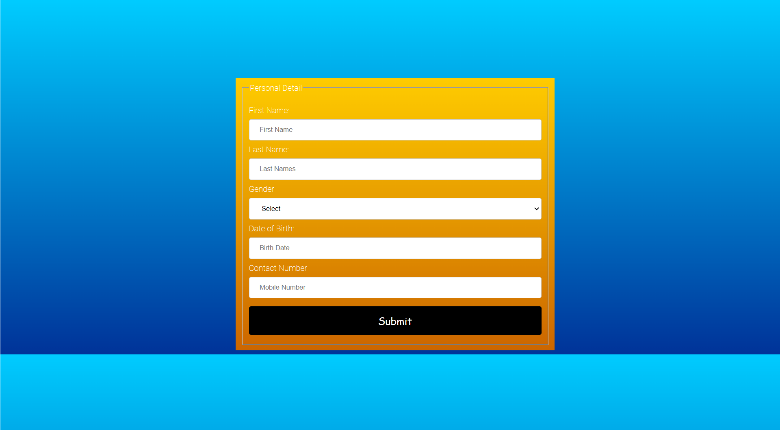 Personal Detail
First Name:
First Name
Last Name:
Last Names
Gender
Select
Date of Birth:
Birth Date
Contact Number
Mobile Number
Submit